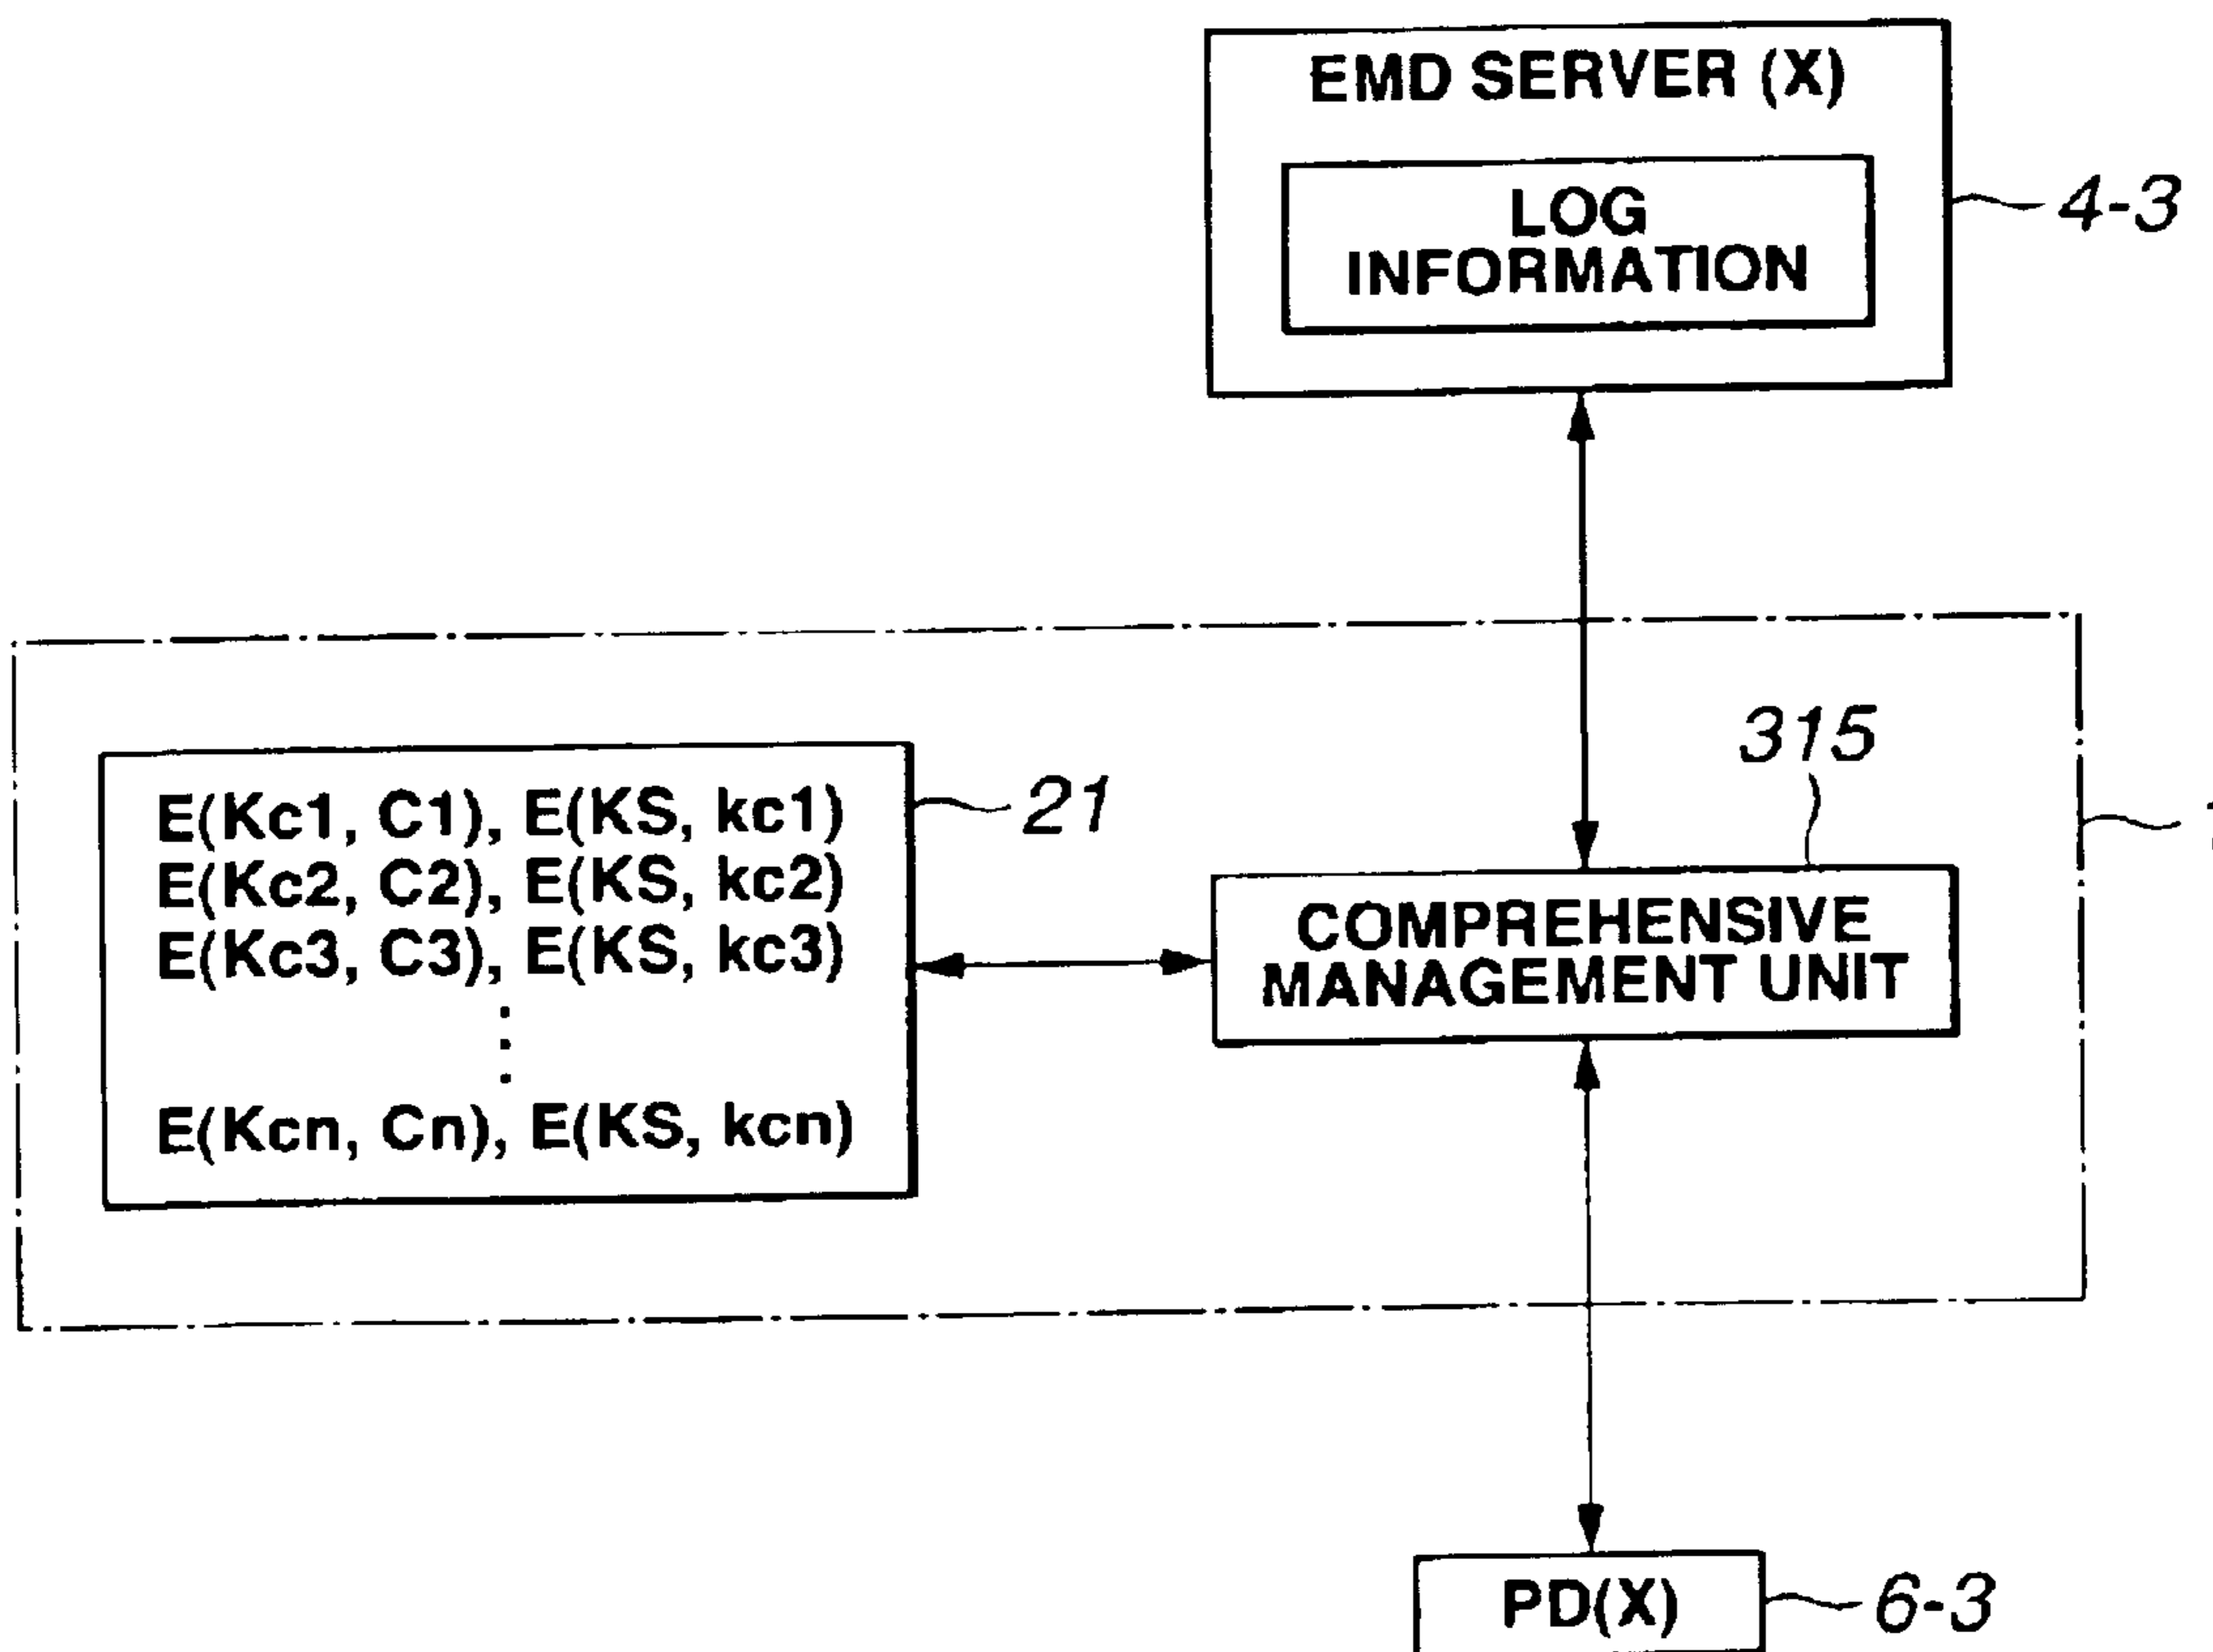 EMD SERVER (X)
LOG
INFORMATION
4-3
315
21
E(Kc1, C1), E(KS, kc1)
E(Kc2, C2), E(KS, kc2)
E(Kc3, C3), E(KS, kc3)
E(Kcn, Cn), E(KS, kcn)
COMPREHENSIVE
MANAGEMENT UNIT
PD(X)
6-3